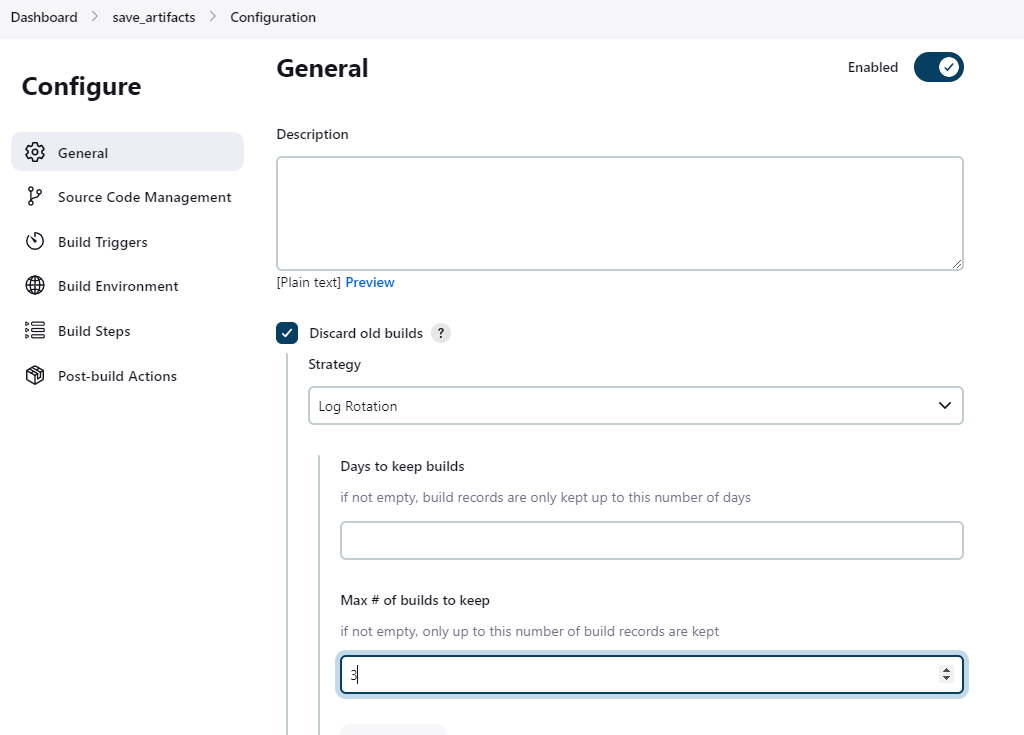 Dashboard > save_artifacts > Configuration
Configure
General
Source Code Management
Build Triggers
Build Environment
Build Steps
Post-build Actions
General
Enabled
Description
[Plain text] Preview
Discard old builds ?
Strategy
Log Rotation
Days to keep builds
if not empty, build records are only kept up to this number of days
Max # of builds to keep
if not empty, only up to this number of build records are kept
3